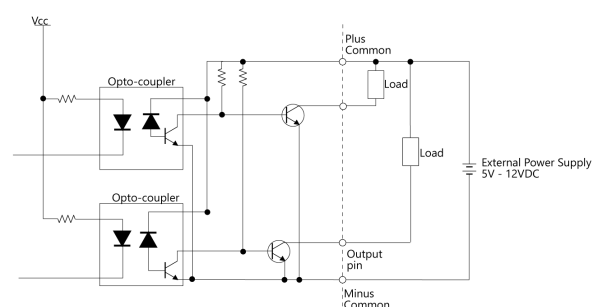 Vcc
Plus
Common
Opto-coupler
Load
Load
External Power Supply
5V - 12VDC
Opto-coupler
Output
pin
Minus
Common